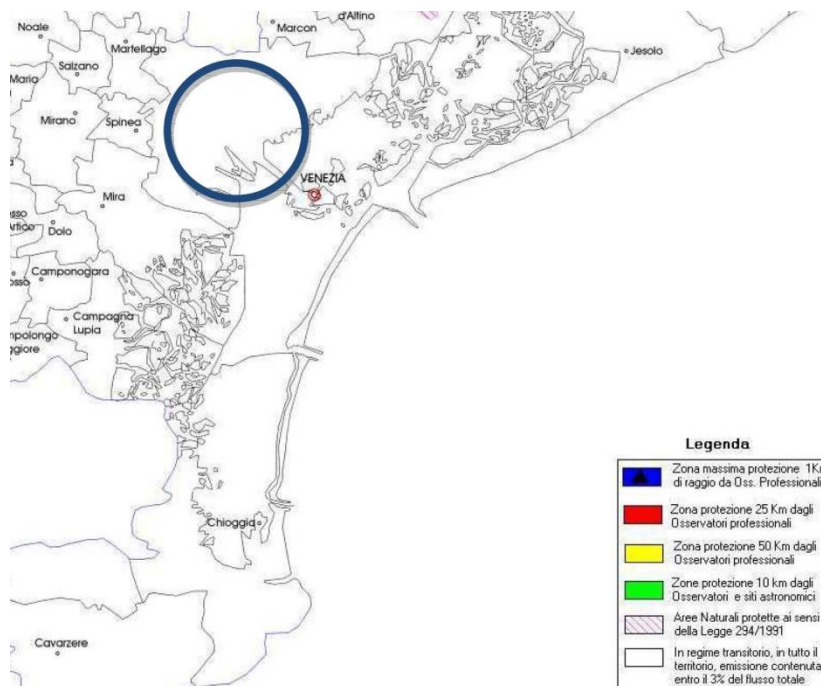 d'Altino
Noale
Marcon
Martellago
Jesolo
Salzano
Maria
Mirano
Spinea
VENEZIA
Mira
Dolo
Camponogara
Campagna
Lupia
Chioggia
Cavarzere
Legenda
Zona massima protezione 1Km
di raggio da Oss. Professionali
Zona protezione 25 Km dagli
Osservatori professionali
Zona protezione 50 Km dagli
Osservatori professionali
Zone protezione 10 km dagli
Osservatori e siti astronomici
Aree Naturali protette ai sensi
della Legge 294/1991
In regime transitorio, in tutto il
territorio, emissione contenuta
entro il 3% del flusso totale